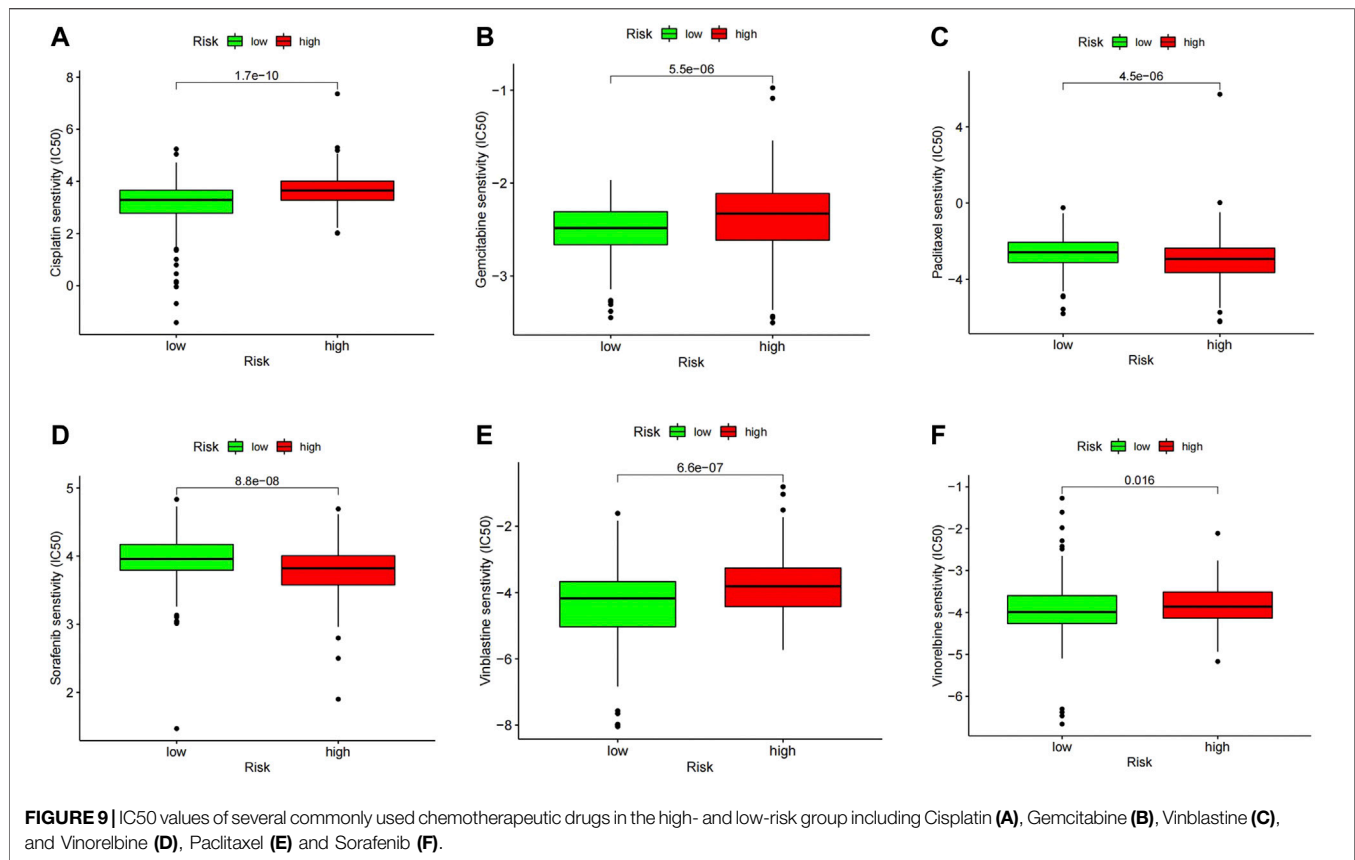 A
Risk low high
1.7e−10
Cisplatin senstivity (IC50)
8
6
4
2
0
low high
Risk
B
Risk low high
5.5e−06
Gemcitabine senstivity (IC50)
−1
−2
−3
low high
Risk
C
Risk low high
4.5e−06
Paclitaxel senstivity (IC50)
4
0
−4
low high
Risk
D
Risk low high
8.8e−08
Sorafenib senstivity (IC50)
5
4
3
2
low high
Risk
E
Risk low high
6.6e−07
Vinblastine senstivity (IC50)
−2
−4
−6
−8
low high
Risk
F
Risk low high
0.016
Vinorelbine senstivity (IC50)
−1
−2
−3
−4
−5
−6
low high
Risk
FIGURE 9 | IC50 values of several commonly used chemotherapeutic drugs in the high- and low-risk group including Cisplatin (A), Gemcitabine (B), Vinblastine (C),
and Vinorelbine (D), Paclitaxel (E) and Sorafenib (F).